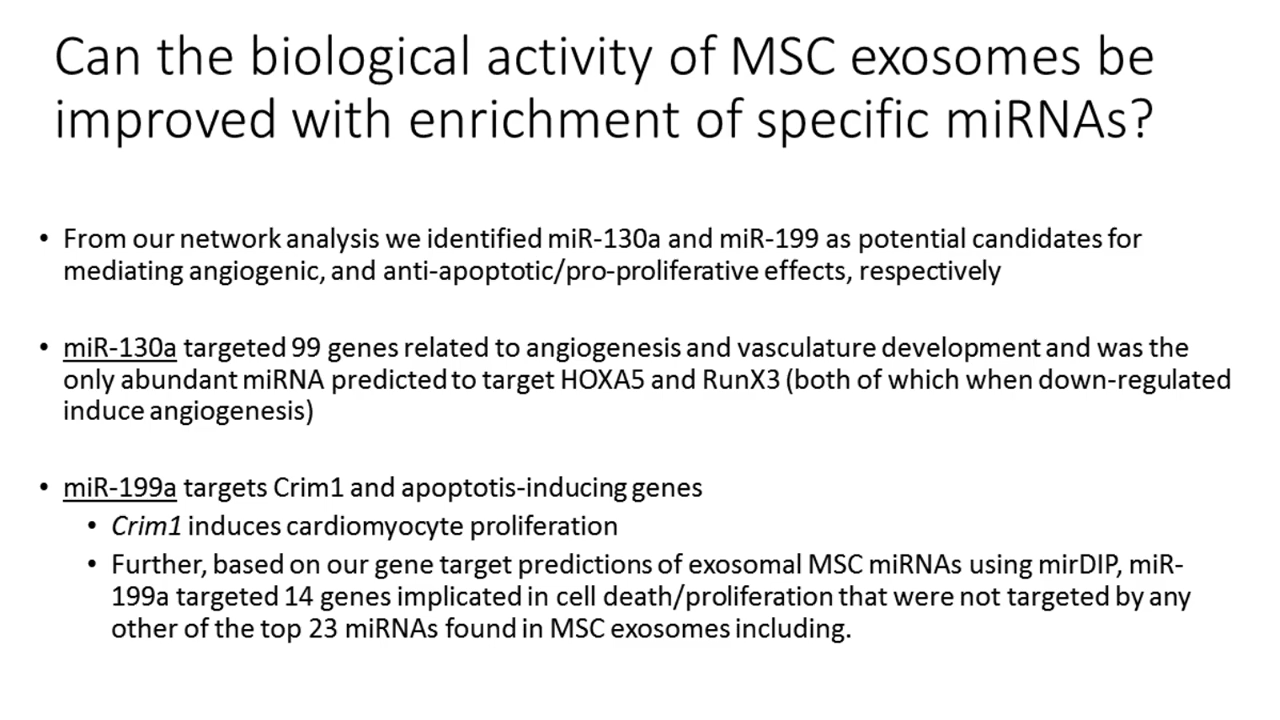 Can the biological activity of MSC exosomes be
improved with enrichment of specific miRNAs?
• From our network analysis we identified miR-130a and miR-199 as potential candidates for
mediating angiogenic, and anti-apoptotic/pro-proliferative effects, respectively
• miR-130a targeted 99 genes related to angiogenesis and vasculature development and was the
only abundant miRNA predicted to target HOXA5 and RunX3 (both of which when down-regulated
induce angiogenesis)
• miR-199a targets Crim1 and apoptotis-inducing genes
• Crim1 induces cardiomyocyte proliferation
• Further, based on our gene target predictions of exosomal MSC miRNAs using mirDIP, miR-
199a targeted 14 genes implicated in cell death/proliferation that were not targeted by any
other of the top 23 miRNAs found in MSC exosomes including.